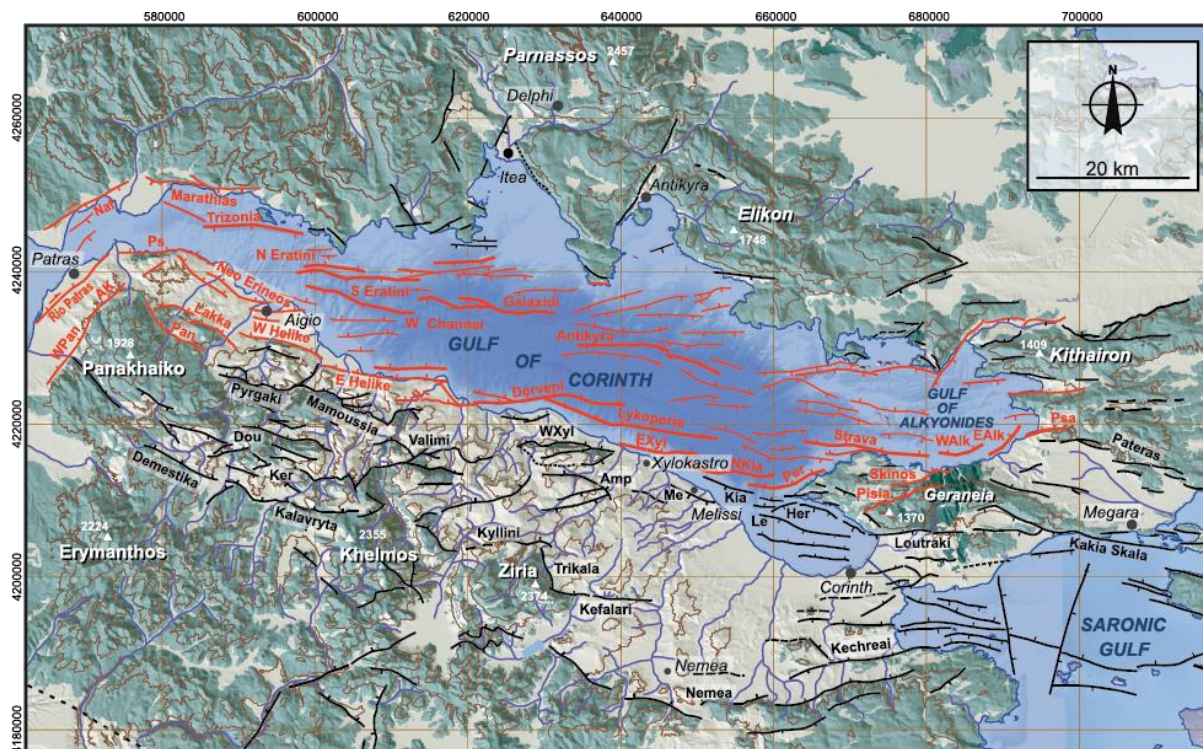 580000 600000 620000 640000 660000 680000 700000
4260000
4240000
4220000
4200000
4180000
N
20 km
Parnassos 2457
Delphi
Itea
Antikyra
Elikon
1748
Naf
Marathias
Trizonia
Patras
Ps
N Eratini
Neo Erineos
S Eratini
Galaxidi
Rio Patras
AK
WPan
Lakka
Pan
Aigio
W Helike
W Channel
GULF
OF
CORINTH
Antikyra
1928
Panakhaiko
1409
Kithairon
E Helike
Derveni
Lykoporia
GULF
OF
ALKYONIDES
Pyrgaki
Mamoussia
Valimi
WXyl
EXyl
Strava
WAlk
EAlk
Psa
Pateras
Dou
Demestika
Ker
Xylokastro
NKia
Per
Skinos
Pisia
Geraneia
1370
Amp
Me
Melissi
Kia
Le
Her
Megara
Kalavryta
2224
Erymanthos
2355
Khelmos
Kyllini
Loutraki
Kakia Skala
Ziria
2374
Trikala
Kefalari
Corinth
SARONIC
GULF
Kechreai
Nemea
Nemea